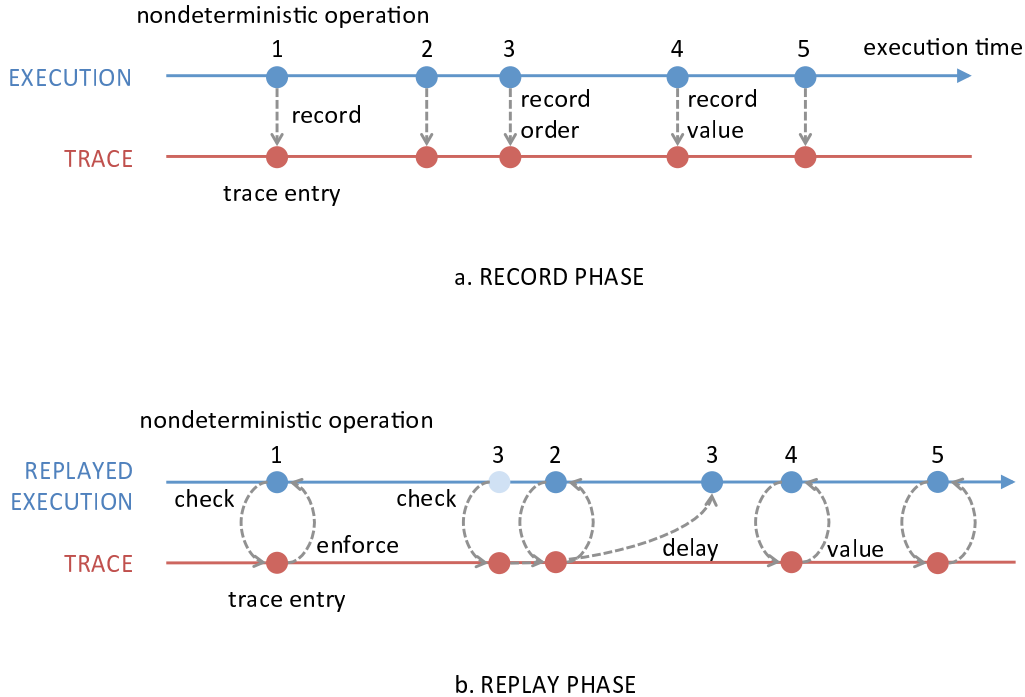 nondeterministic operation
1 2 3 4 5 execution time
EXECUTION
record record record
order value
TRACE
trace entry
a. RECORD PHASE
nondeterministic operation
1 3 2 3 4 5
REPLAYED
EXECUTION
check check
enforce delay value
TRACE
trace entry
b. REPLAY PHASE